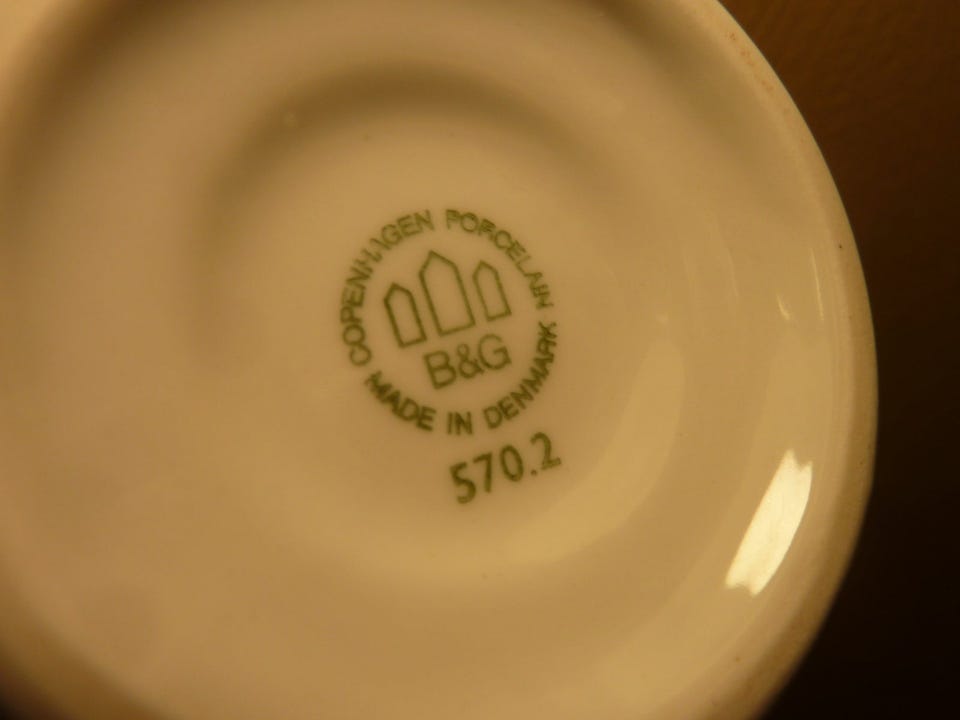 COPENHAGEN PORCELAIN
B&G
MADE IN DENMARK
570.2